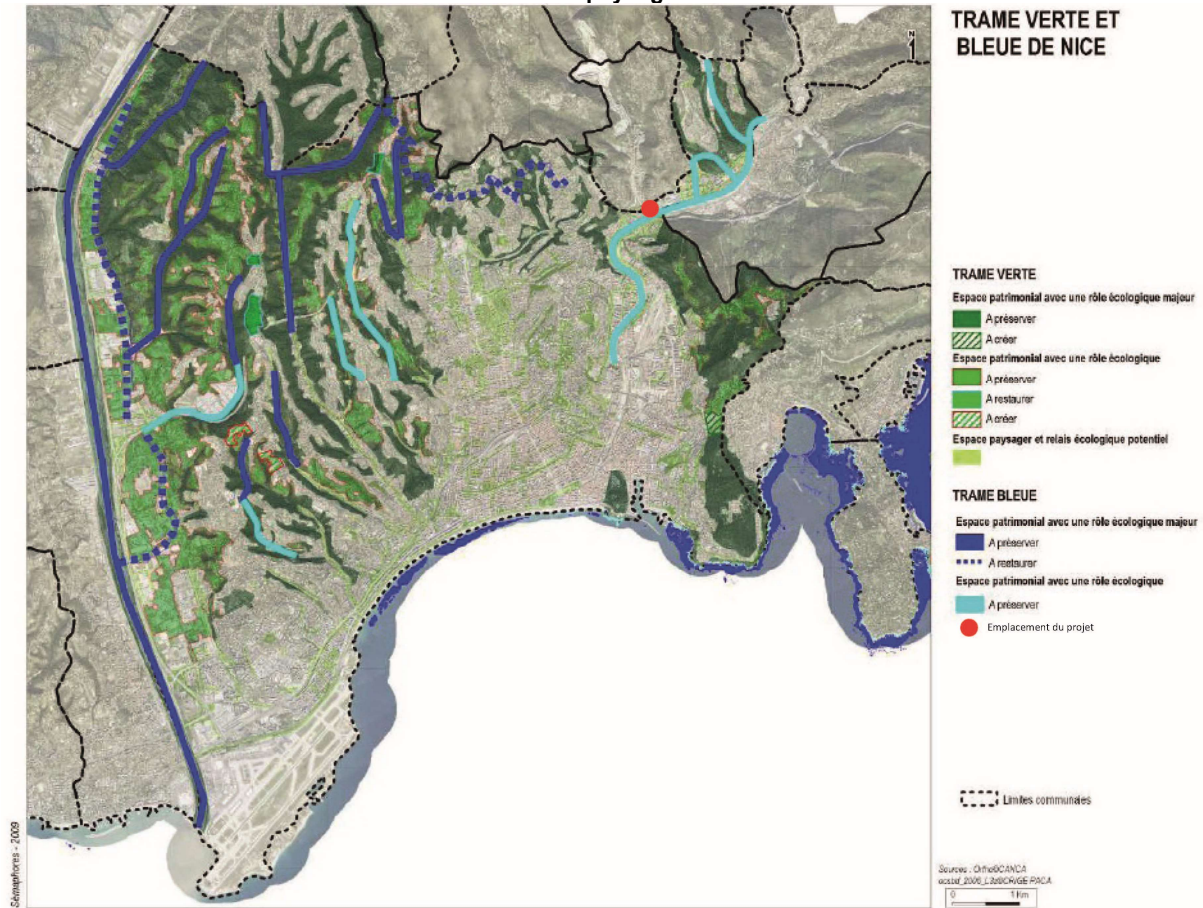 TRAME VERTE ET
BLEUE DE NICE
N
TRAME VERTE
Espace patrimonial avec une rôle écologique majeur
A préserver
A créer
Espace patrimonial avec une rôle écologique
A préserver
A restaurer
A créer
Espace paysager et relais écologique potentiel
TRAME BLEUE
Espace patrimonial avec une rôle écologique majeur
A préserver
A restaurer
Espace patrimonial avec une rôle écologique
A préserver
Emplacement du projet
Limites communales
Sources : Ortho©CANCA
PACA
0 1 Km
Sémaphores - 2009